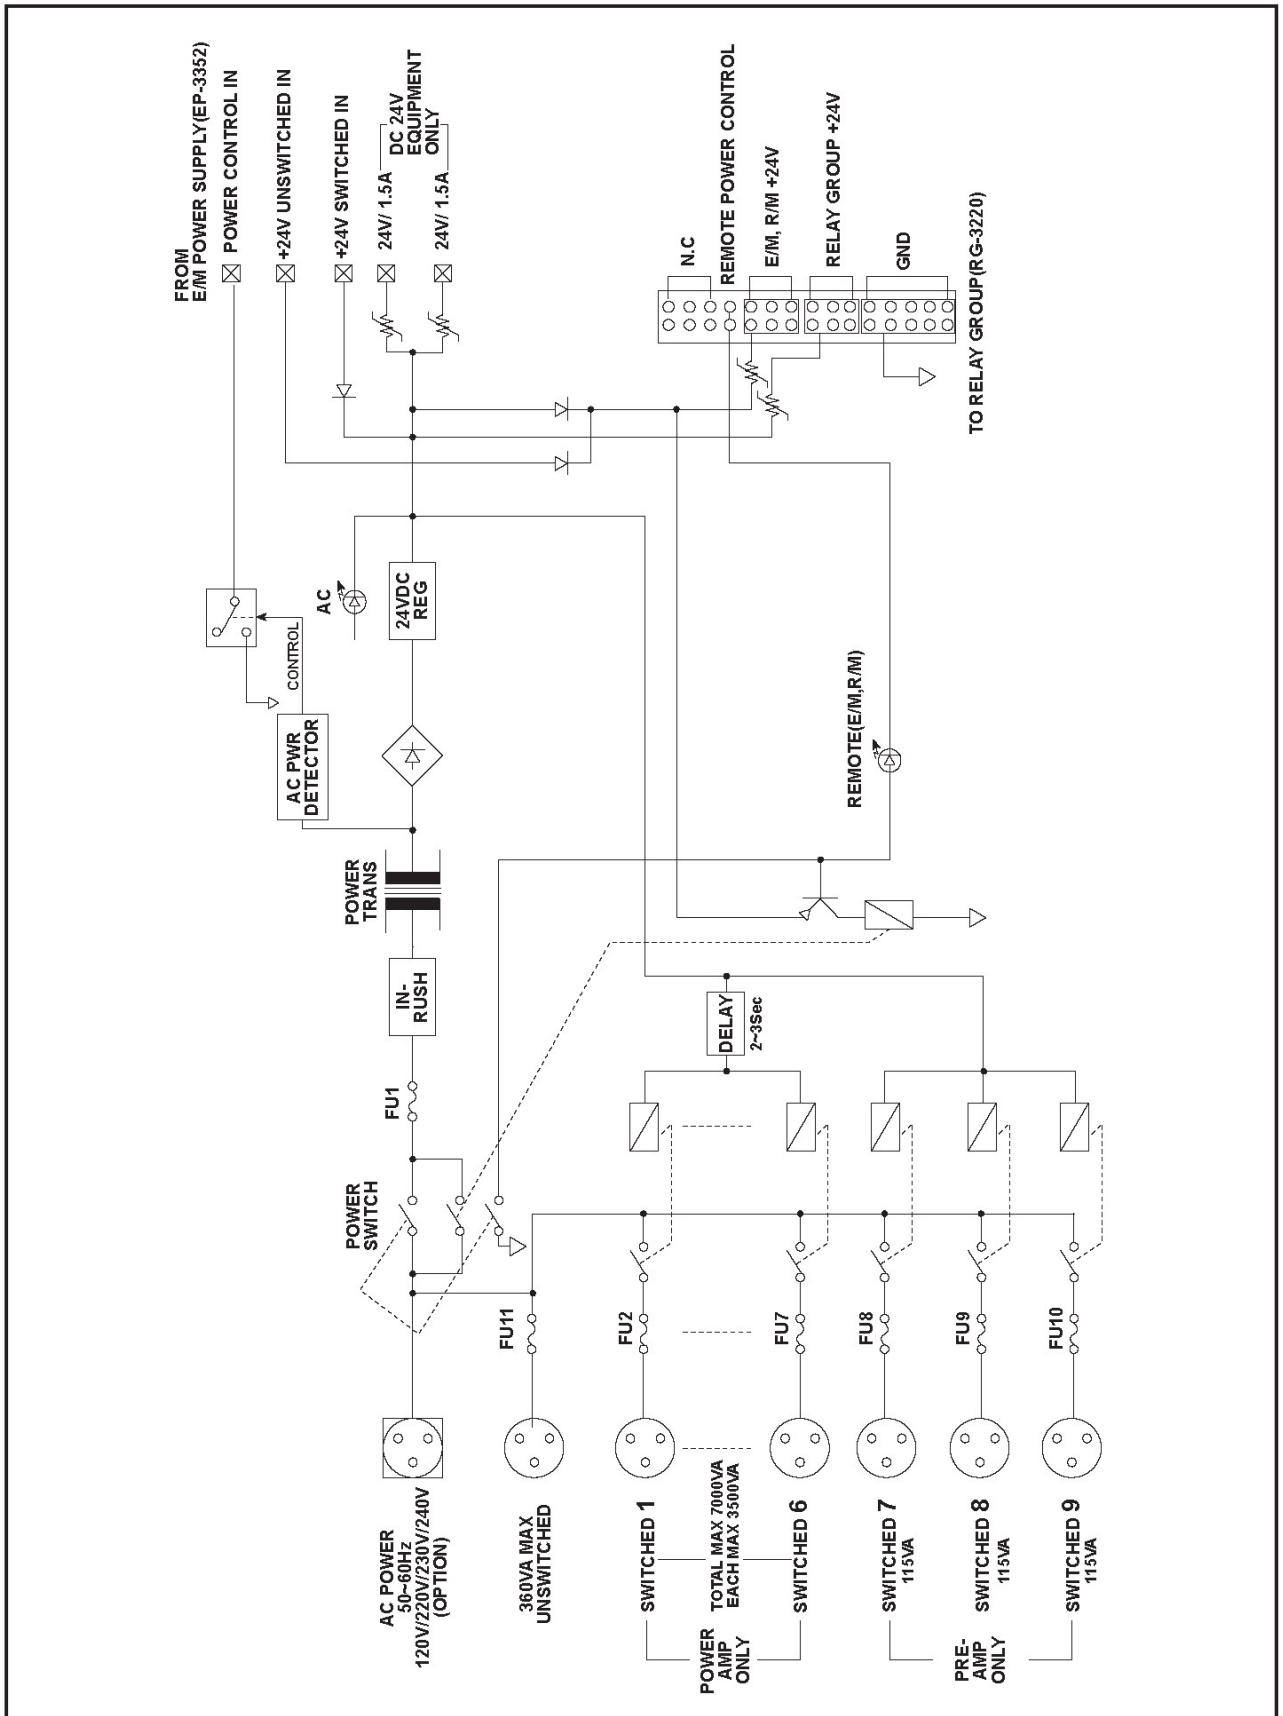 FROM
E/M POWER SUPPLY(EP-3352)
POWER CONTROL IN
+24V UNSWITCHED IN
+24V SWITCHED IN
24V/ 1.5A
24V/ 1.5A
DC 24V
EQUIPMENT
ONLY
N.C
REMOTE POWER CONTROL
E/M, R/M +24V
RELAY GROUP +24V
GND
TO RELAY GROUP(RG-3220)
CONTROL
AC
24VDC
REG
AC PWR
DETECTOR
REMOTE(E/M,R/M)
POWER
TRANS
IN-
RUSH
DELAY
2~3Sec
FU1
POWER
SWITCH
FU11
FU2
FU7
FU8
FU9
FU10
AC POWER
50~60Hz
120V/220V/230V/240V
(OPTION)
360VA MAX
UNSWITCHED
SWITCHED 1
TOTAL MAX 7000VA
EACH MAX 3500VA
SWITCHED 6
SWITCHED 7
115VA
SWITCHED 8
115VA
SWITCHED 9
115VA
POWER
AMP
ONLY
PRE-
AMP
ONLY